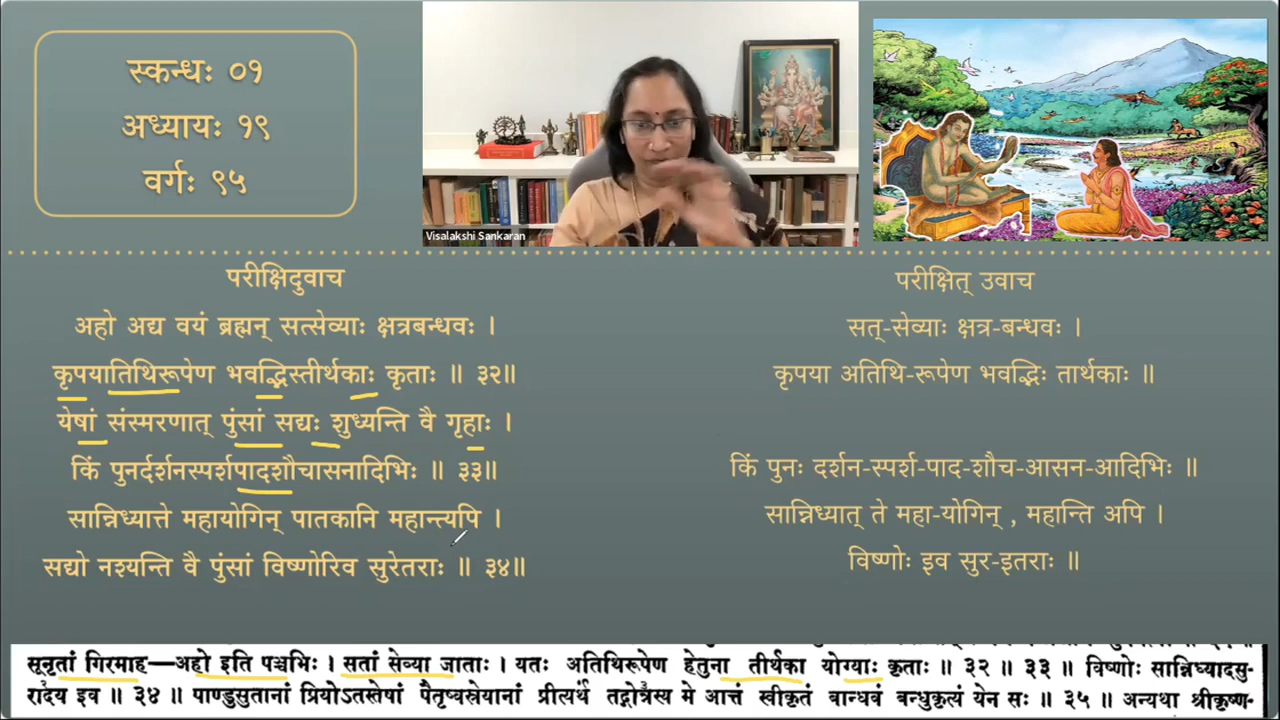 स्कन्धः ०१
अध्यायः १९
वर्गः ९५
Visalakshi Sankaran
परीक्षिदुवाच
अहो अद्य वयं ब्रह्मन् सत्सेव्याः क्षत्रबन्धवः ।
कृपयातिथिरूपेण भवद्भिस्तीर्थकाः कृताः ॥ ३२॥
येषां संस्मरणात् पुंसां सद्यः शुध्यन्ति वै गृहाः ।
किं पुनर्दर्शनस्पर्शपादशौचासनादिभिः ॥ ३३॥
सान्निध्यात्ते महायोगिन् पातकानि महान्त्यपि ।
सद्यो नश्यन्ति वै पुंसां विष्णोरिव सुरेतराः ॥ ३४॥
परीक्षित् उवाच
सत्-सेव्याः क्षत्र-बन्धवः ।
कृपया अतिथि-रूपेण भवद्भिः तार्थकाः ॥
किं पुनः दर्शन-स्पर्श-पाद-शौच-आसन-आदिभिः ॥
सान्निध्यात् ते महा-योगिन् , महान्ति अपि ।
विष्णोः इव सुर-इतराः ॥
सूनृतां गिरमाह—अहो इति पञ्चभिः । सतां सेव्या जाताः । यतः अतिथिरूपेण हेतुना तीर्थका योग्याः कृताः ॥ ३२ ॥ ३३ ॥ विष्णोः सान्निध्यादसु-
रादेय इव ॥ ३४ ॥ पाण्डुसुतानां प्रियोऽतस्तेषां पैतृष्वस्रेयानां प्रीत्यर्थं तद्गोत्रस्य मे आत्तं स्वीकृतं बान्धवं बन्धुकृत्यं येन सः ॥ ३५ ॥ अन्यथा श्रीकृष्ण-